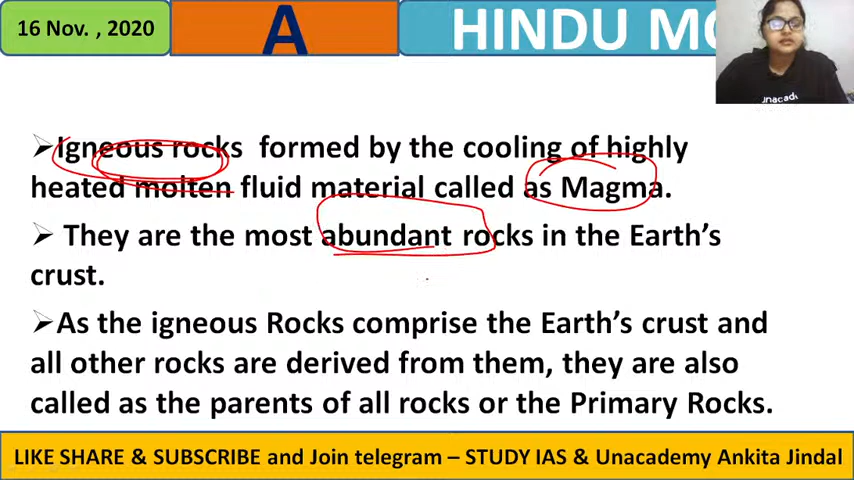 16 Nov. , 2020
A
HINDU
unacade
➢Igneous rocks formed by the cooling of highly
heated molten fluid material called as Magma.
➢ They are the most abundant rocks in the Earth's
crust.
➢As the igneous Rocks comprise the Earth's crust and
all other rocks are derived from them, they are also
called as the parents of all rocks or the Primary Rocks.
LIKE SHARE & SUBSCRIBE and Join telegram – STUDY IAS & Unacademy Ankita Jindal